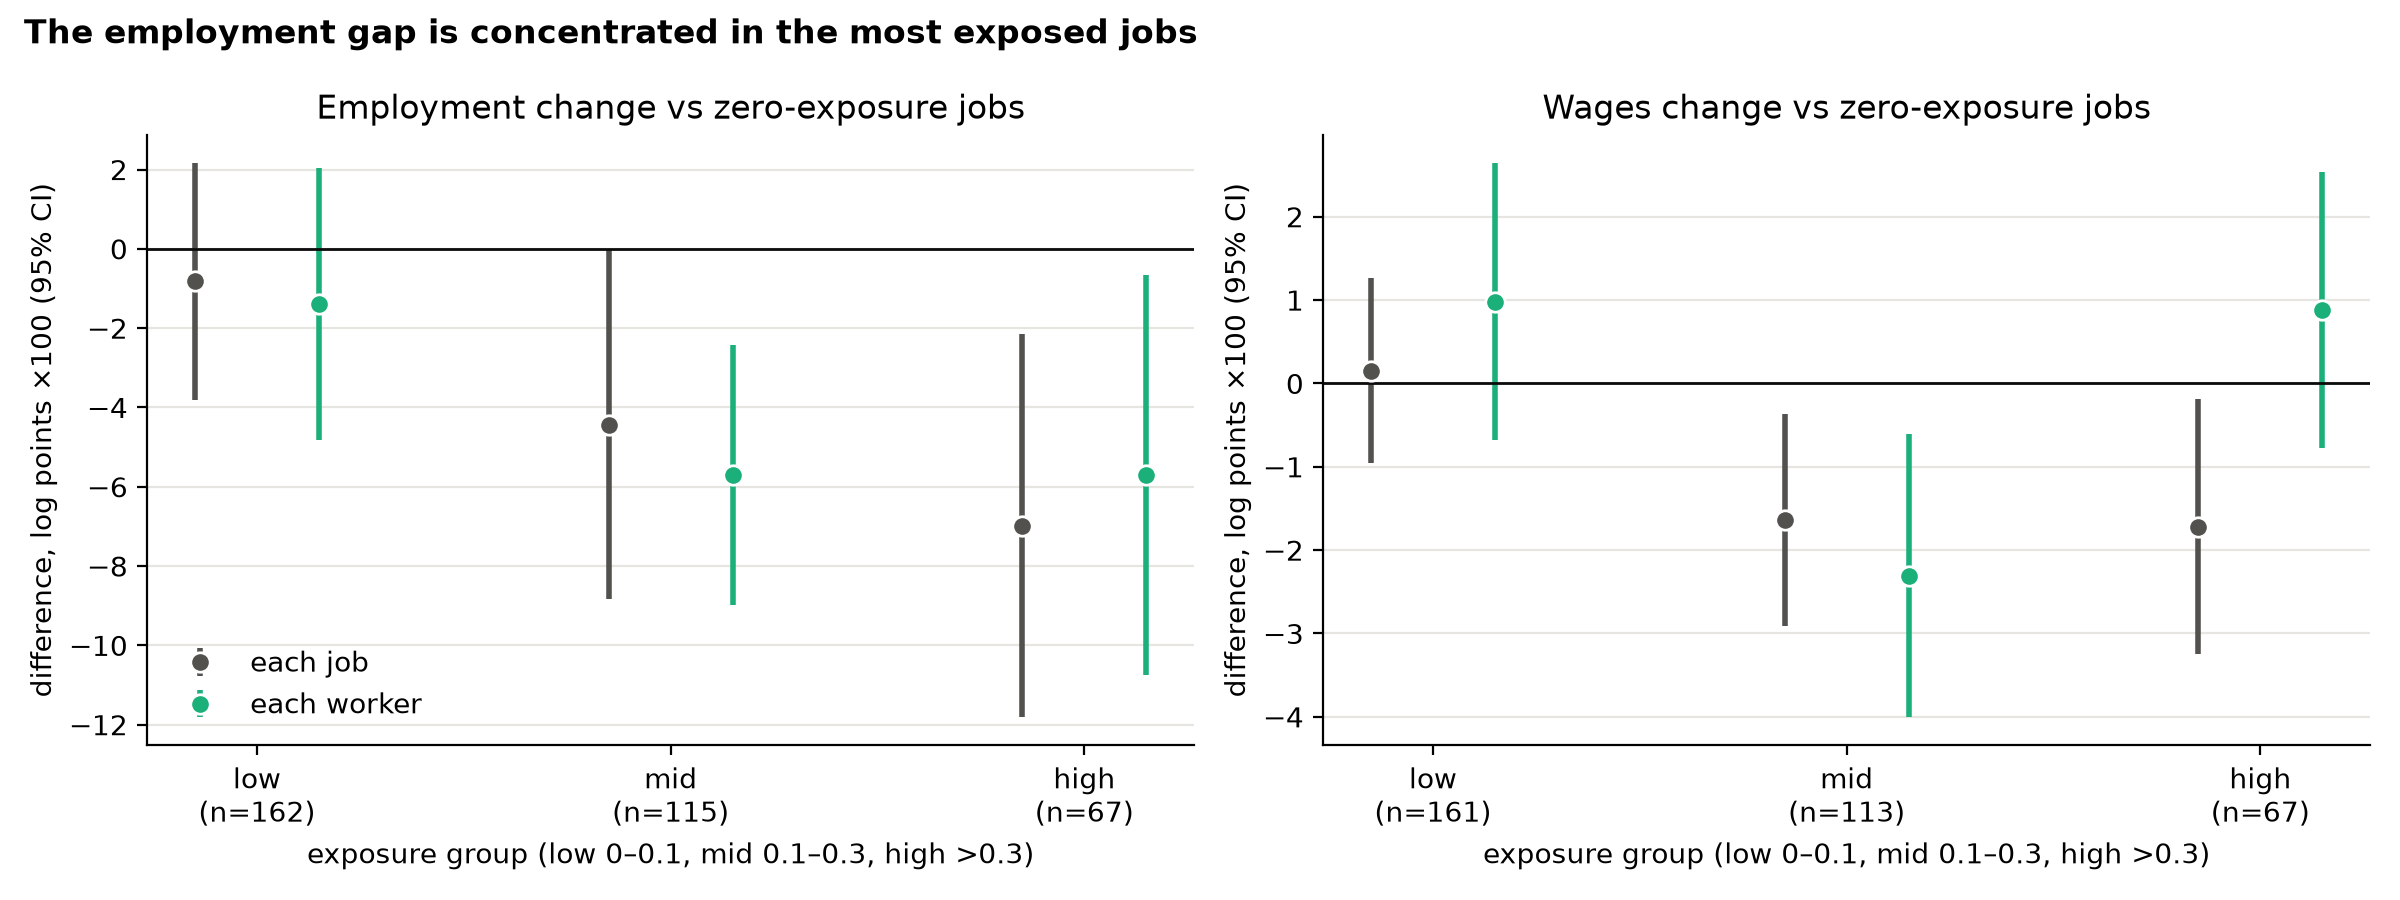 The employment gap is concentrated in the most exposed jobs
Employment change vs zero-exposure jobs
difference, log points ×100 (95% CI)
2
0
−2
−4
−6
−8
−10
−12
each job
each worker
low
(n=162)
mid
(n=115)
high
(n=67)
exposure group (low 0–0.1, mid 0.1–0.3, high >0.3)
Wages change vs zero-exposure jobs
difference, log points ×100 (95% CI)
2
1
0
−1
−2
−3
−4
low
(n=161)
mid
(n=113)
high
(n=67)
exposure group (low 0–0.1, mid 0.1–0.3, high >0.3)